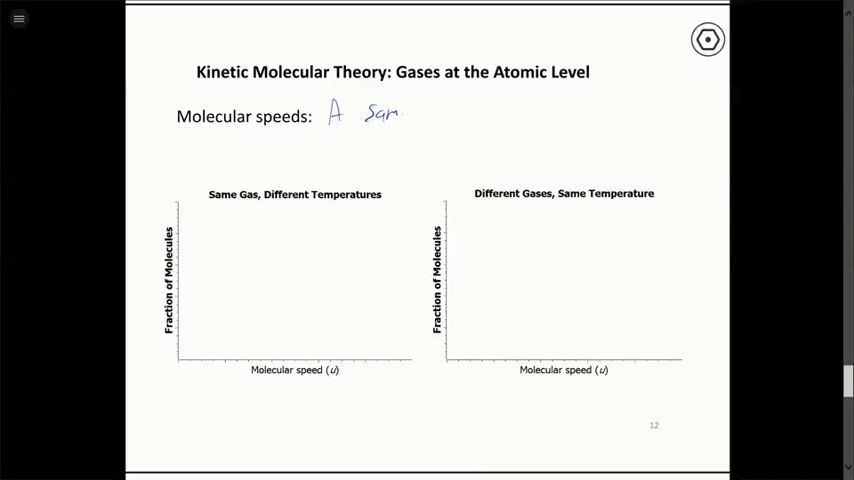 Kinetic Molecular Theory: Gases at the Atomic Level
Molecular speeds: A Sam
Same Gas, Different Temperatures
Fraction of Molecules
Molecular speed (u)
Different Gases, Same Temperature
Fraction of Molecules
Molecular speed (u)
12